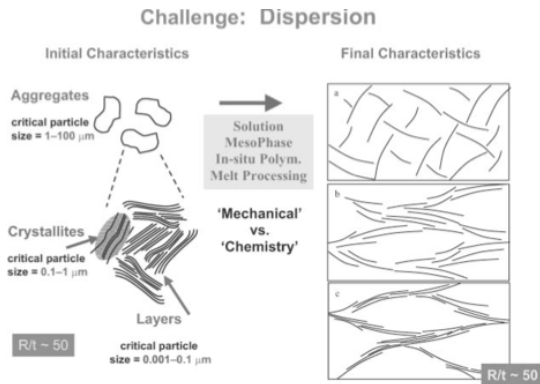 Challenge: Dispersion
Initial Characteristics
Final Characteristics
Aggregates
critical particle
size = 1–100 μm
Solution
MesoPhase
In-situ Polym.
Melt Processing
'Mechanical'
vs.
'Chemistry'
Crystallites
critical particle
size = 0.1–1 μm
Layers
critical particle
size = 0.001–0.1 μm
R/t ~ 50
a
b
c
R/t ~ 50